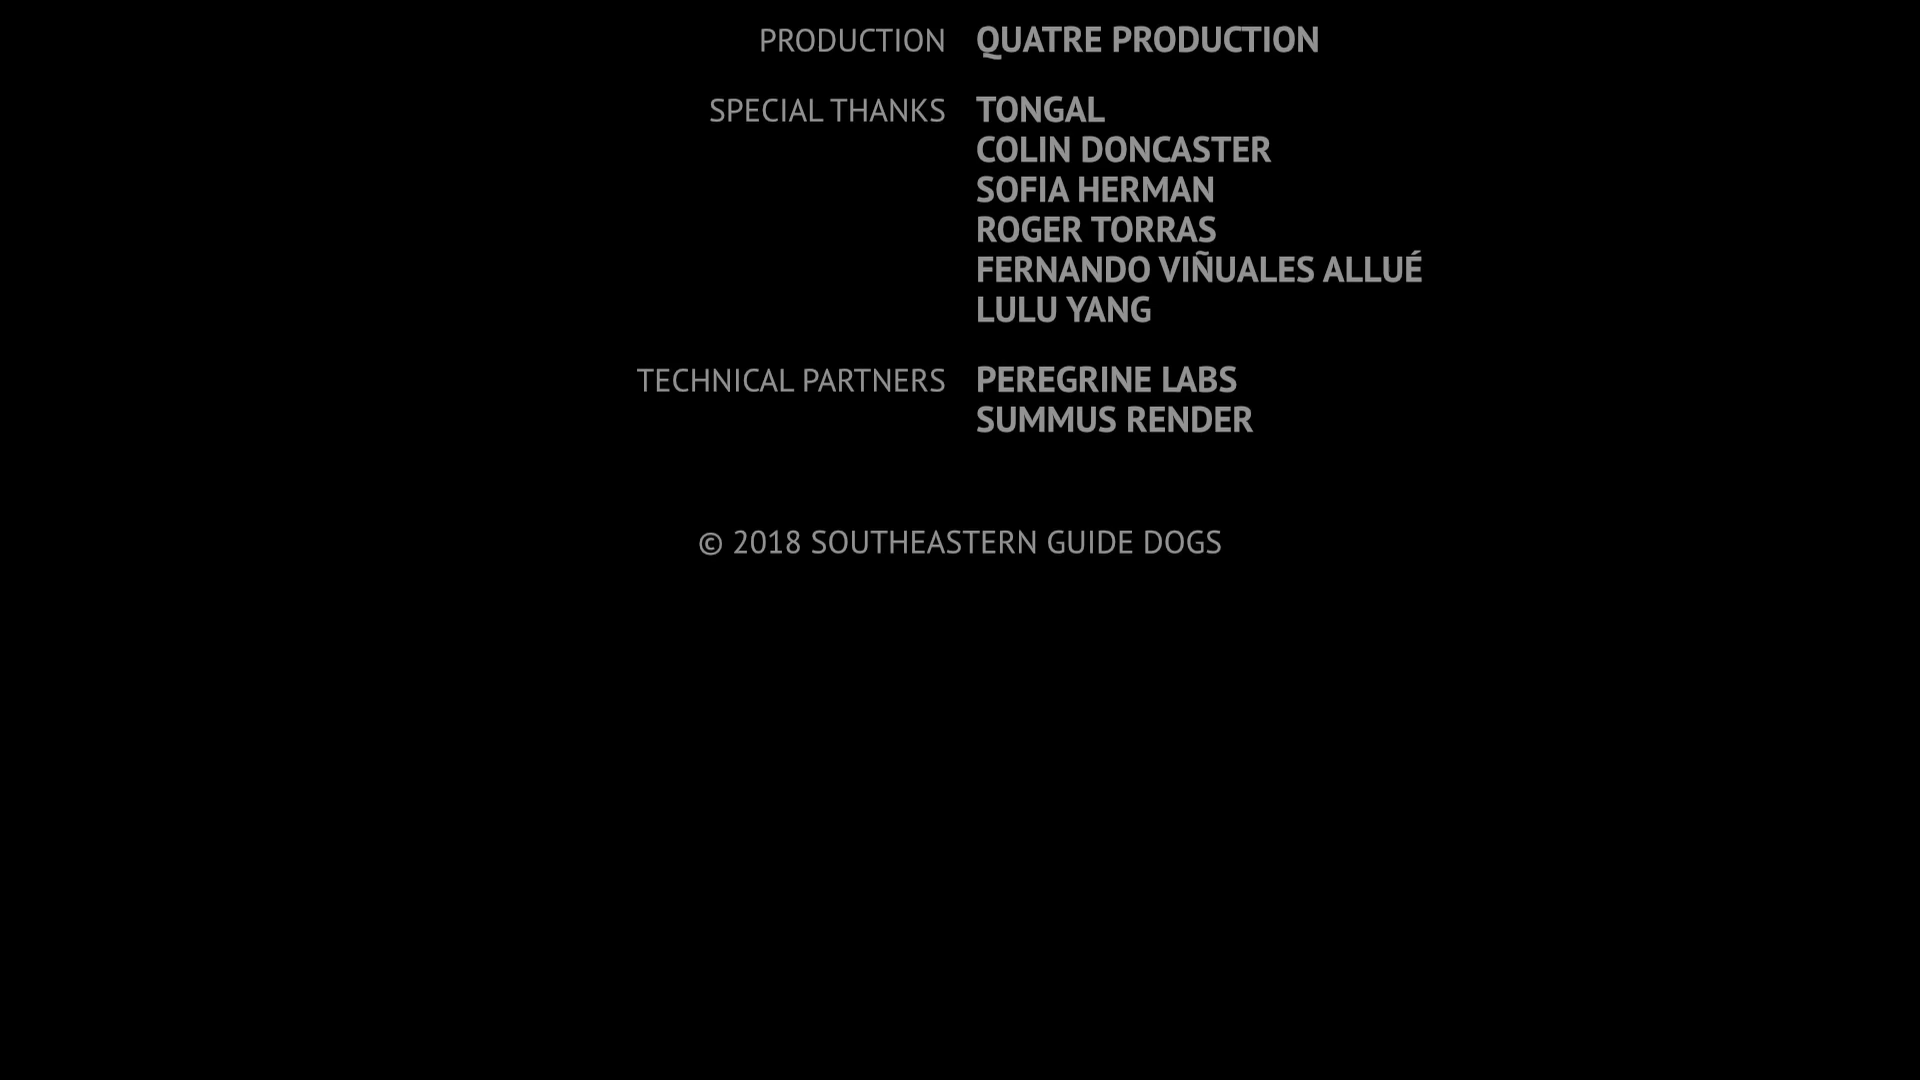 PRODUCTION QUATRE PRODUCTION
SPECIAL THANKS TONGAL
COLIN DONCASTER
SOFIA HERMAN
ROGER TORRAS
FERNANDO VIÑUALES ALLUÉ
LULU YANG
TECHNICAL PARTNERS PEREGRINE LABS
SUMMUS RENDER
© 2018 SOUTHEASTERN GUIDE DOGS